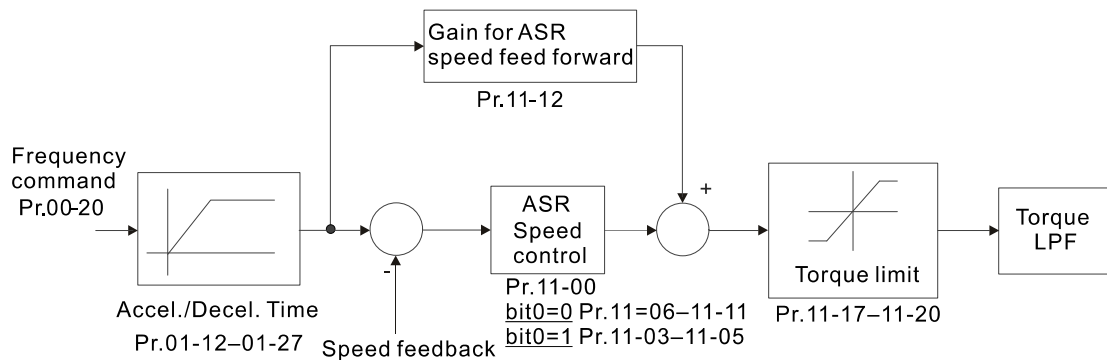 Gain for ASR
speed feed forward
Pr.11-12
Frequency
command
Pr.00-20
Accel./Decel. Time
Pr.01-12–01-27
-
Speed feedback
ASR
Speed
control
Pr.11-00
bit0=0 Pr.11=06–11-11
bit0=1 Pr.11-03–11-05
+
Torque limit
Pr.11-17–11-20
Torque
LPF